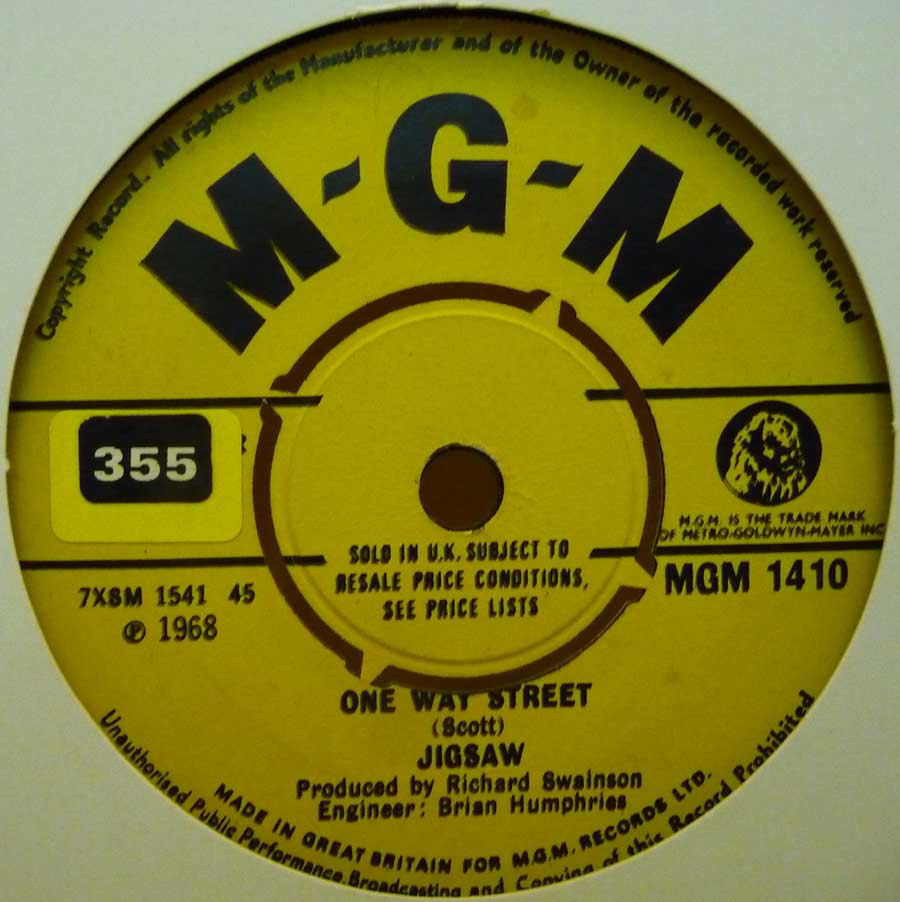 Copyright Record. All rights of the Manufacturer and of the Owner of the recorded work reserved
M-G-M
355
M.G.M. IS THE TRADE MARK
OF METRO-GOLDWYN-MAYER INC
SOLD IN U.K. SUBJECT TO
RESALE PRICE CONDITIONS,
SEE PRICE LISTS
MGM 1410
7XSM 1541 45
℗ 1968
ONE WAY STREET
(Scott)
JIGSAW
Produced by Richard Swainson
Engineer: Brian Humphries
MADE IN GREAT BRITAIN FOR M.G.M. RECORDS LTD.
Unauthorised Public Performance, Broadcasting and Copying of this Record Prohibited